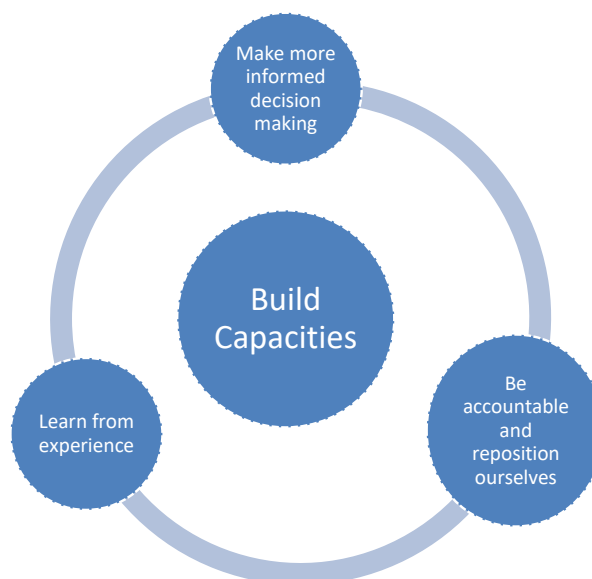 Make more
informed
decision
making
Build
Capacities
Learn from
experience
Be
accountable
and
reposition
ourselves